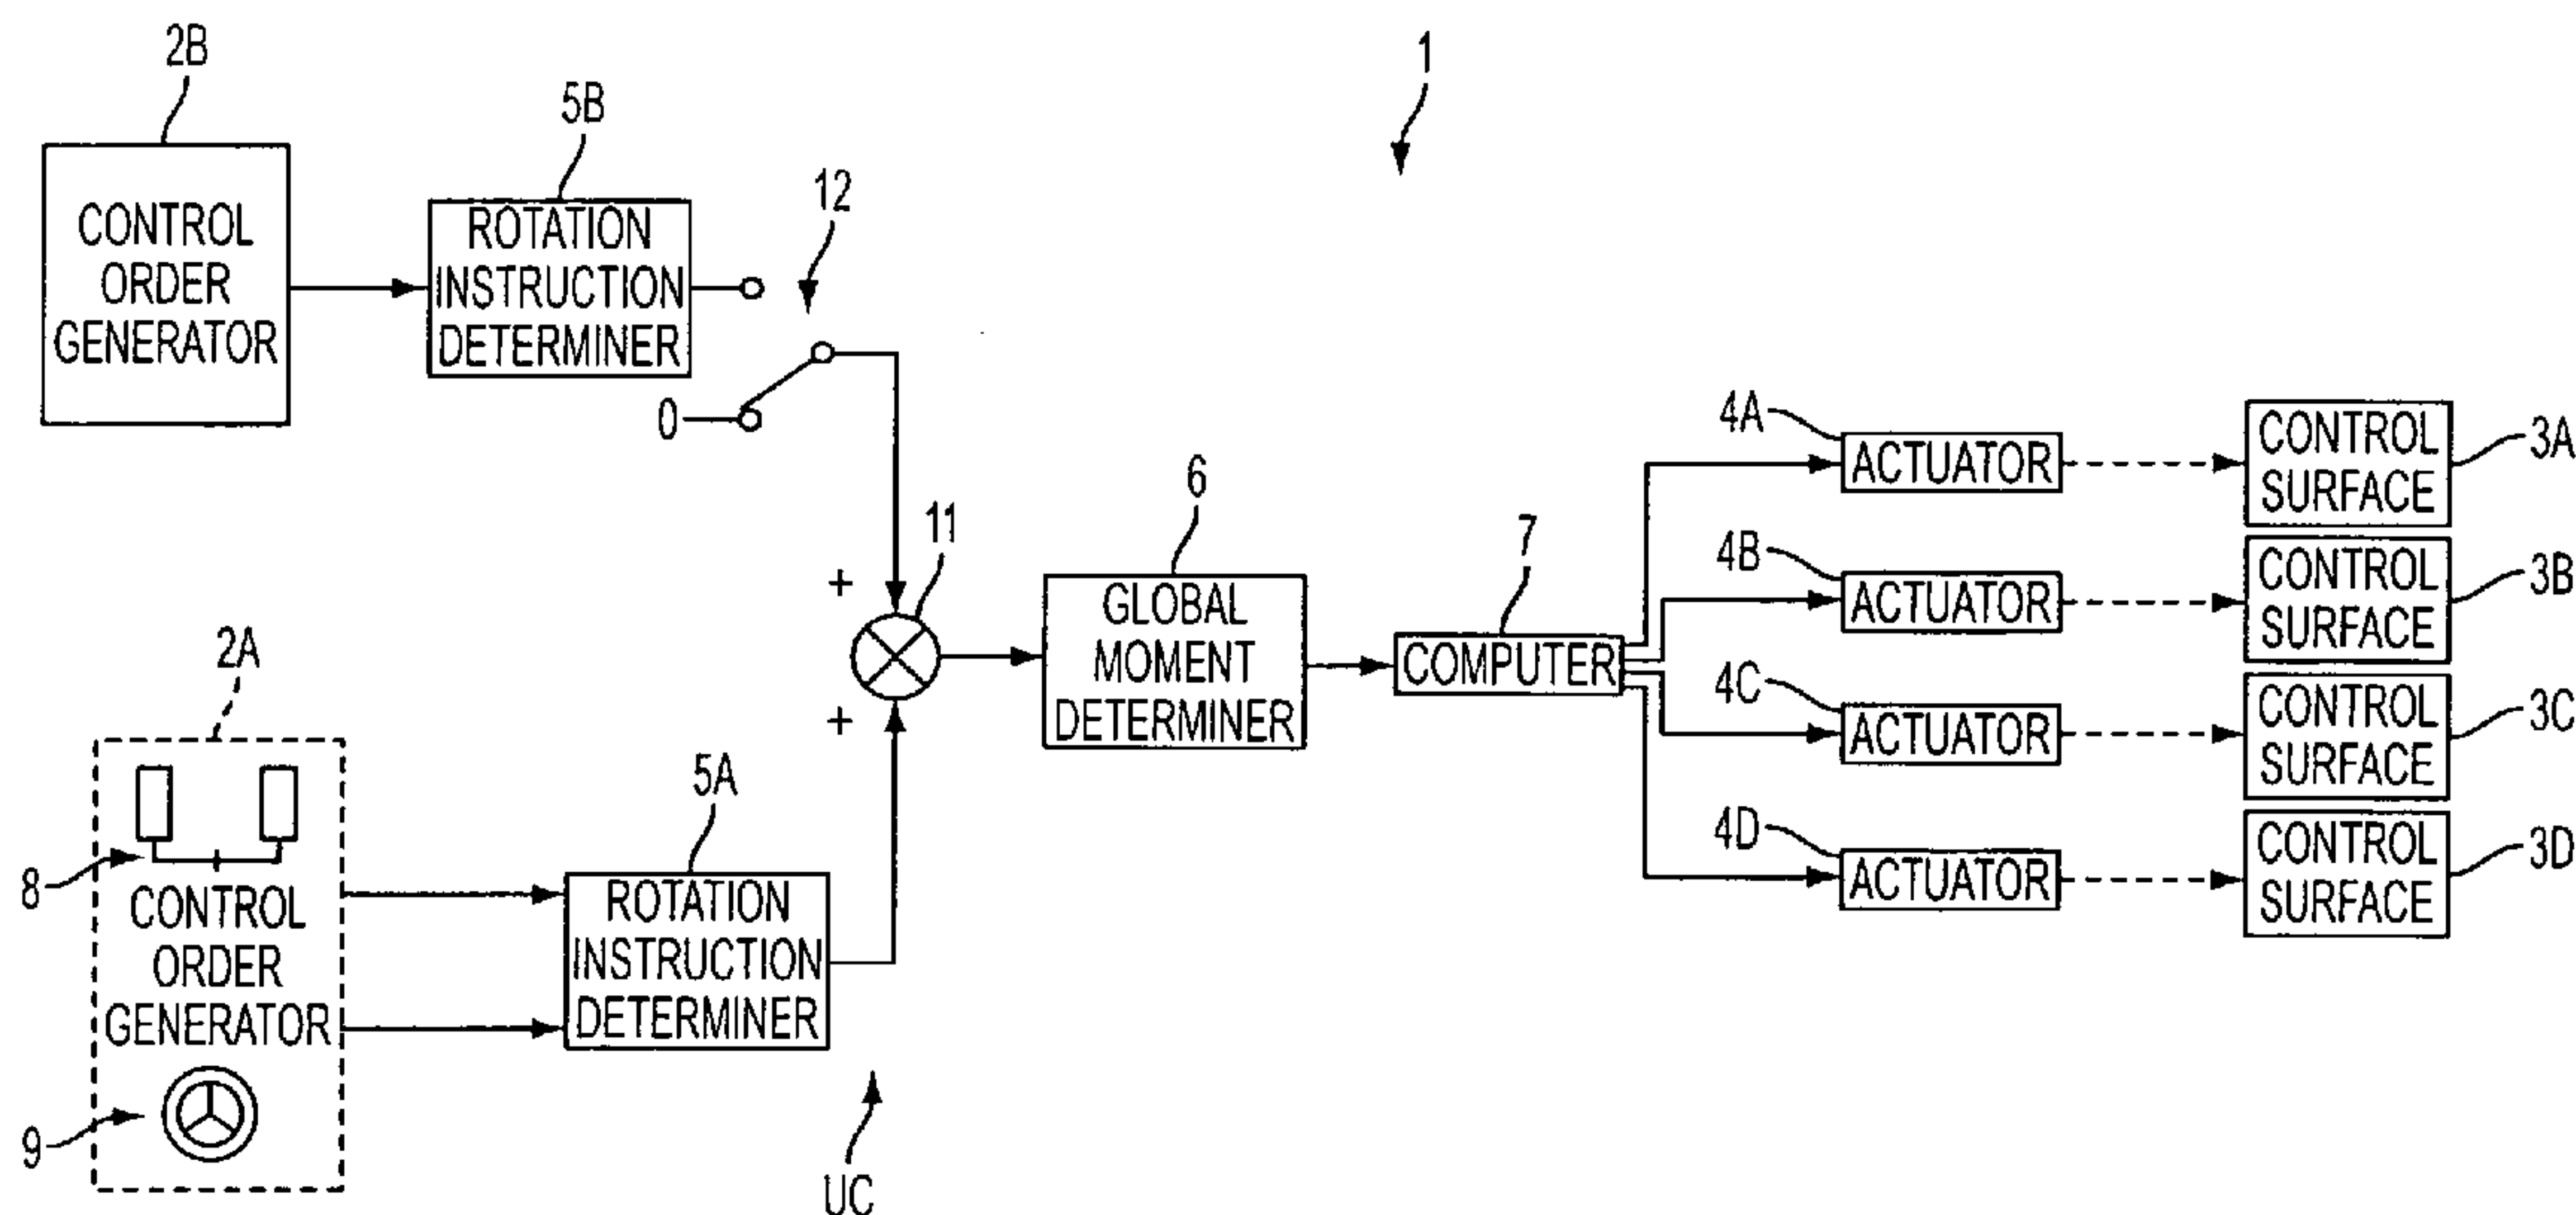 2B
1
5B
12
CONTROL
ORDER
GENERATOR
ROTATION
INSTRUCTION
DETERMINER
0
4A
ACTUATOR
CONTROL
SURFACE
3A
6
11
7
4B
ACTUATOR
CONTROL
SURFACE
3B
+
+
GLOBAL
MOMENT
DETERMINER
COMPUTER
2A
4C
ACTUATOR
CONTROL
SURFACE
3C
5A
4D
ACTUATOR
CONTROL
SURFACE
3D
8
CONTROL
ORDER
GENERATOR
ROTATION
INSTRUCTION
DETERMINER
9
UC